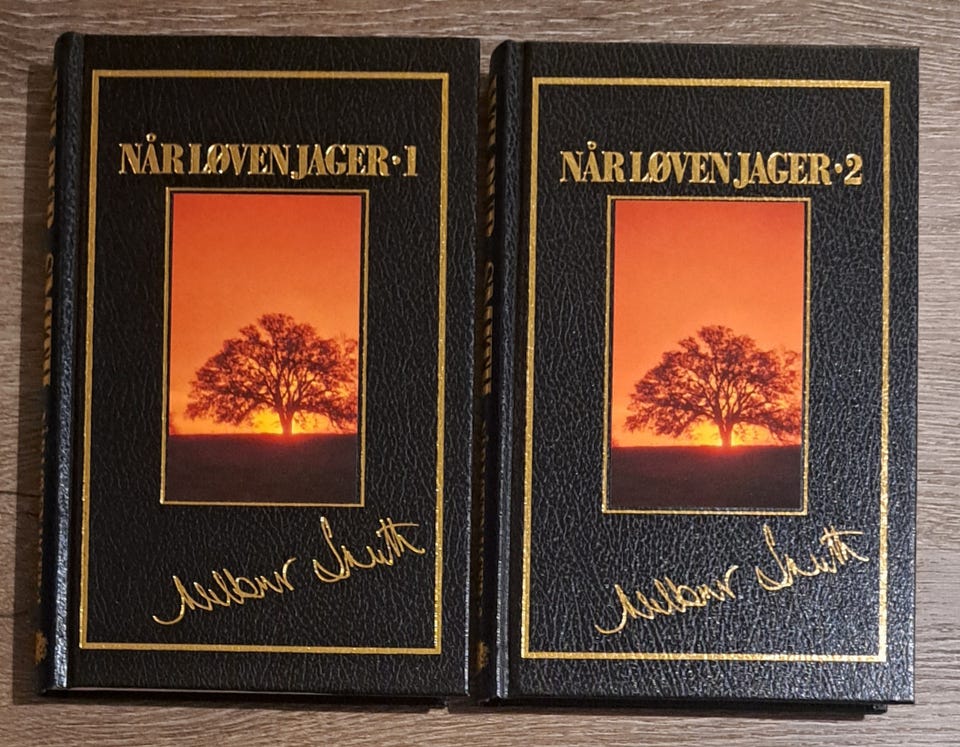 NÅR LØVEN JAGER·1
Wilbur Smith
NÅR LØVEN JAGER·2
Wilbur Smith